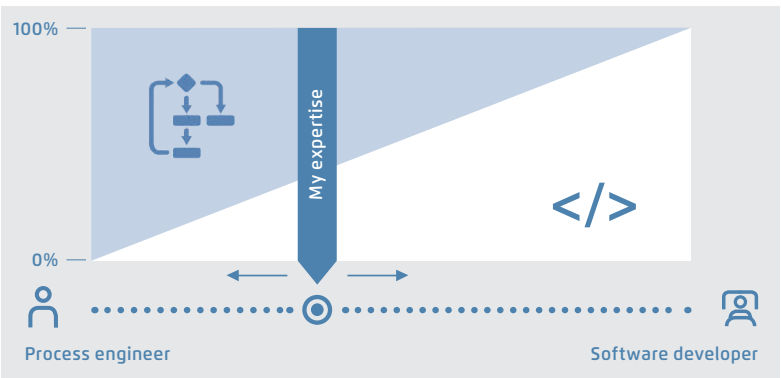 100%
My expertise
</>
0%
Process engineer
Software developer